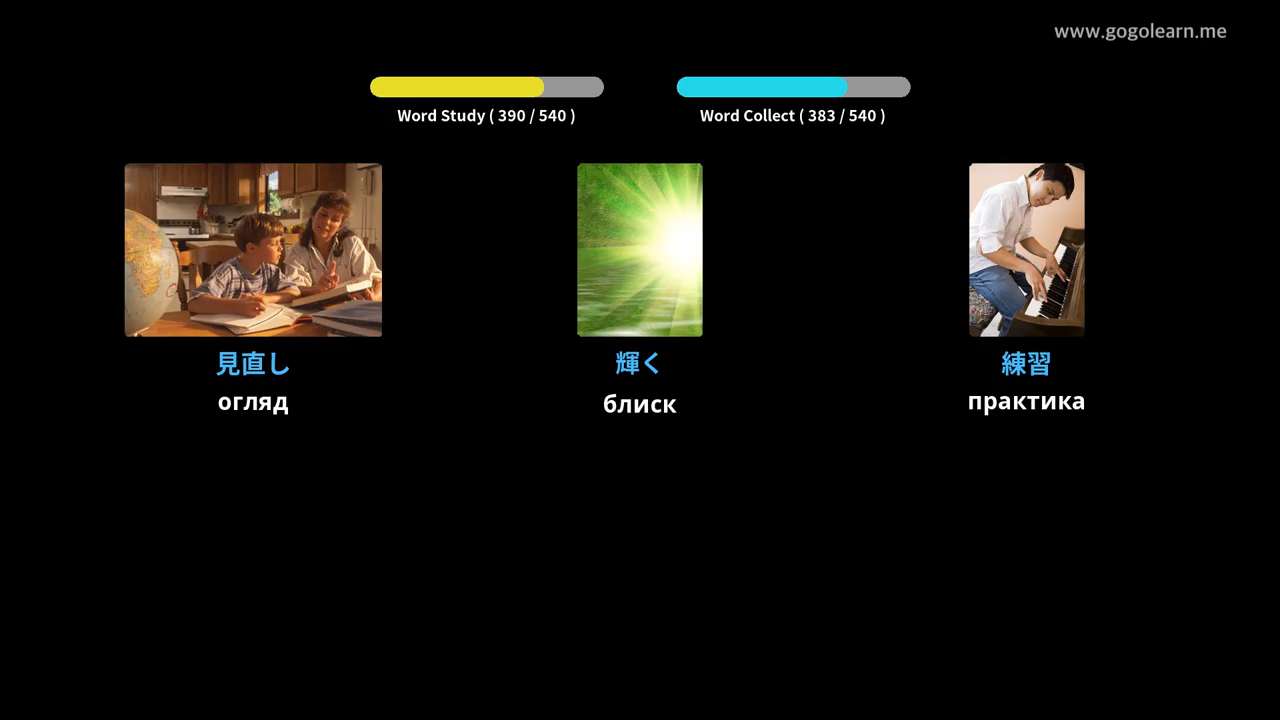 www.gogolearn.me
Word Study ( 390 / 540 )
Word Collect ( 383 / 540 )
見直し
輝く
練習
огляд
блиск
практика